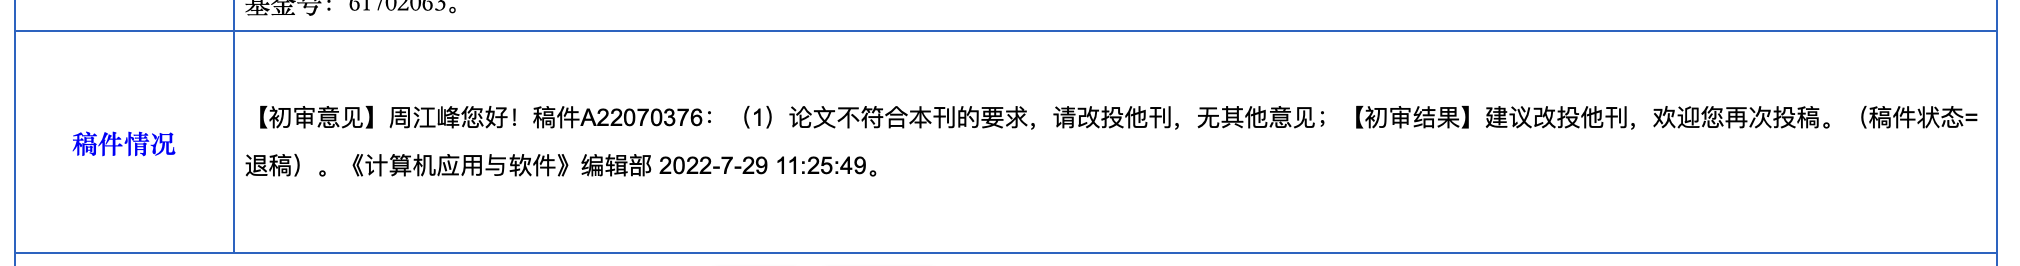 基金号：61702063。
稿件情况
【初审意见】周江峰您好！稿件A22070376：（1）论文不符合本刊的要求，请改投他刊，无其他意见；【初审结果】建议改投他刊，欢迎您再次投稿。（稿件状态=
退稿）。《计算机应用与软件》编辑部 2022-7-29 11:25:49。